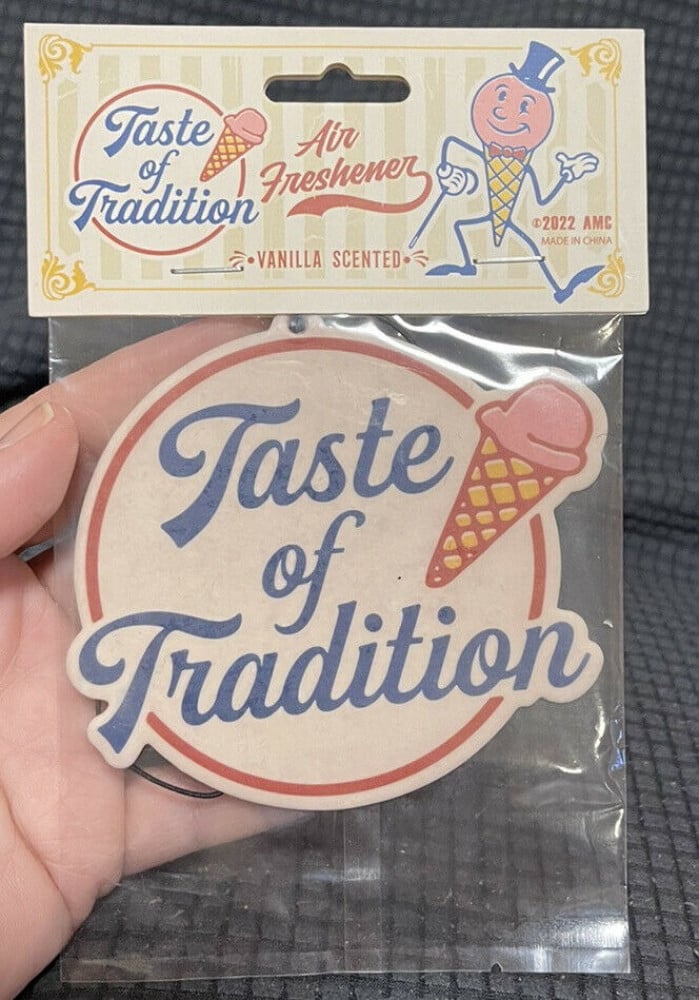 Taste
of
Tradition
Air
Freshener
•VANILLA SCENTED•
©2022 AMC
MADE IN CHINA
Taste
of
Tradition